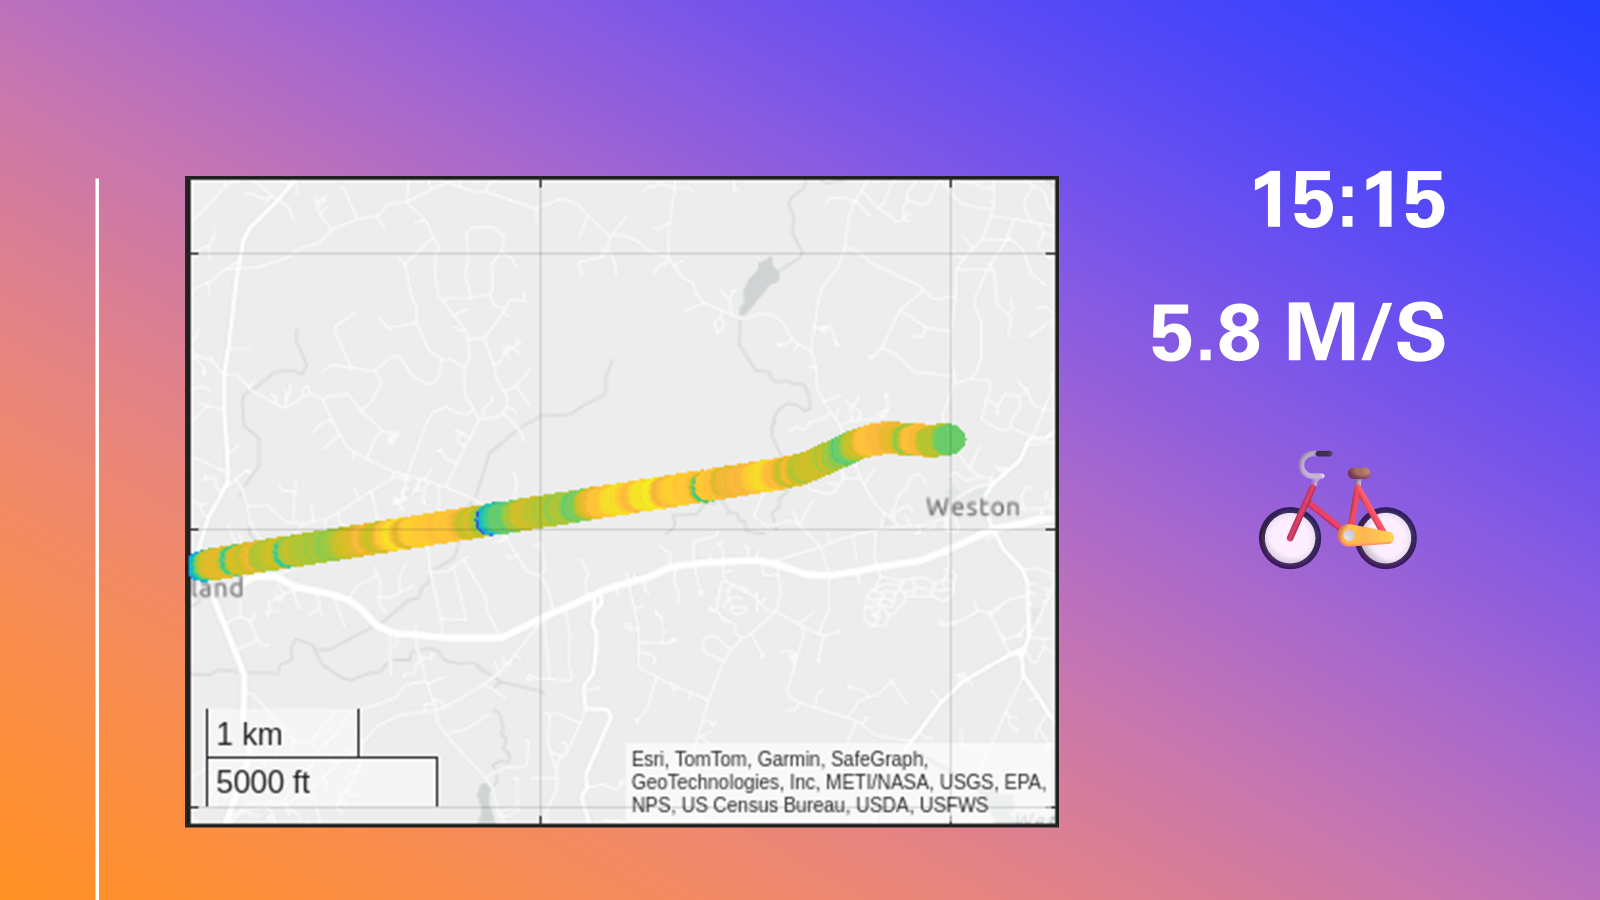 15:15
5.8 M/S
Weston
land
1 km
5000 ft
Esri, TomTom, Garmin, SafeGraph,
GeoTechnologies, Inc, METI/NASA, USGS, EPA,
NPS, US Census Bureau, USDA, USFWS